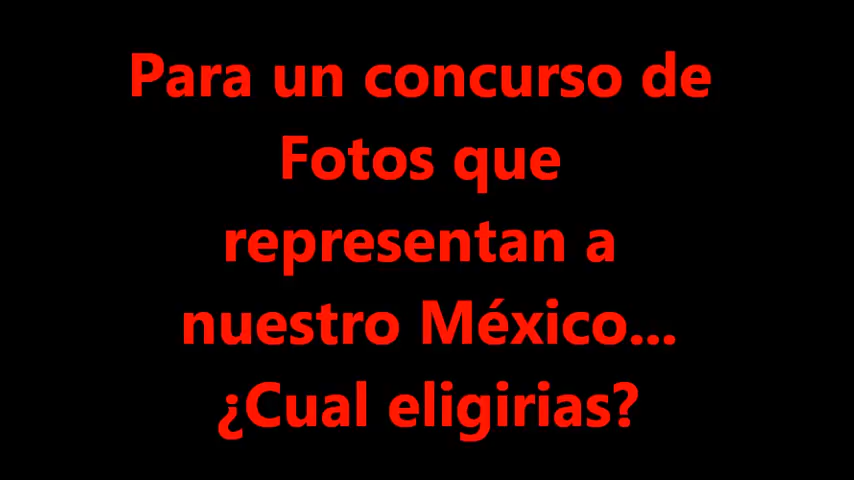 Para un concurso de
Fotos que
representan a
nuestro México...
¿Cual eligirias?